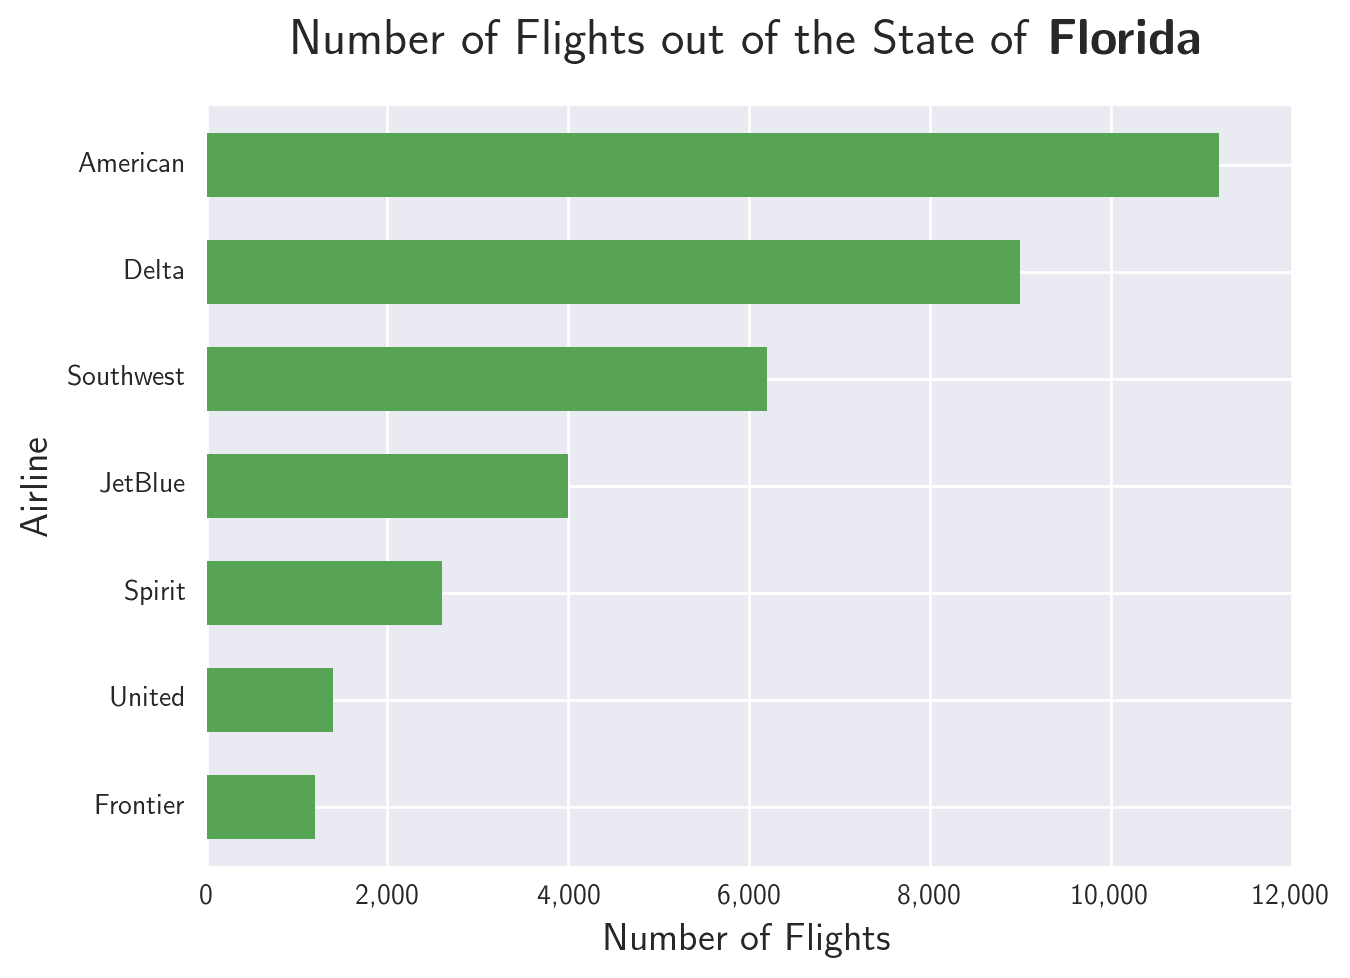 Number of Flights out of the State of Florida
American
Delta
Southwest
JetBlue
Spirit
United
Frontier
Airline
0 2,000 4,000 6,000 8,000 10,000 12,000
Number of Flights